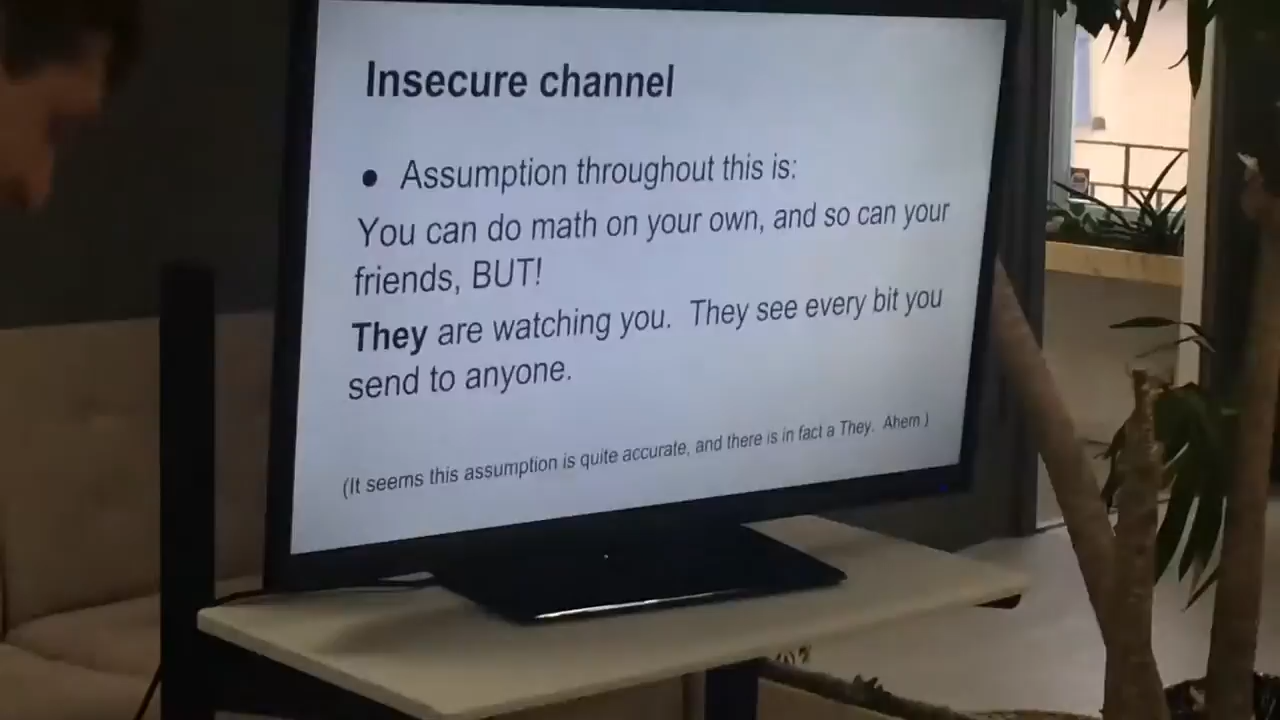 Insecure channel
● Assumption throughout this is:
You can do math on your own, and so can your
friends, BUT!
They are watching you. They see every bit you
send to anyone.
(It seems this assumption is quite accurate, and there is in fact a They. Ahem.)